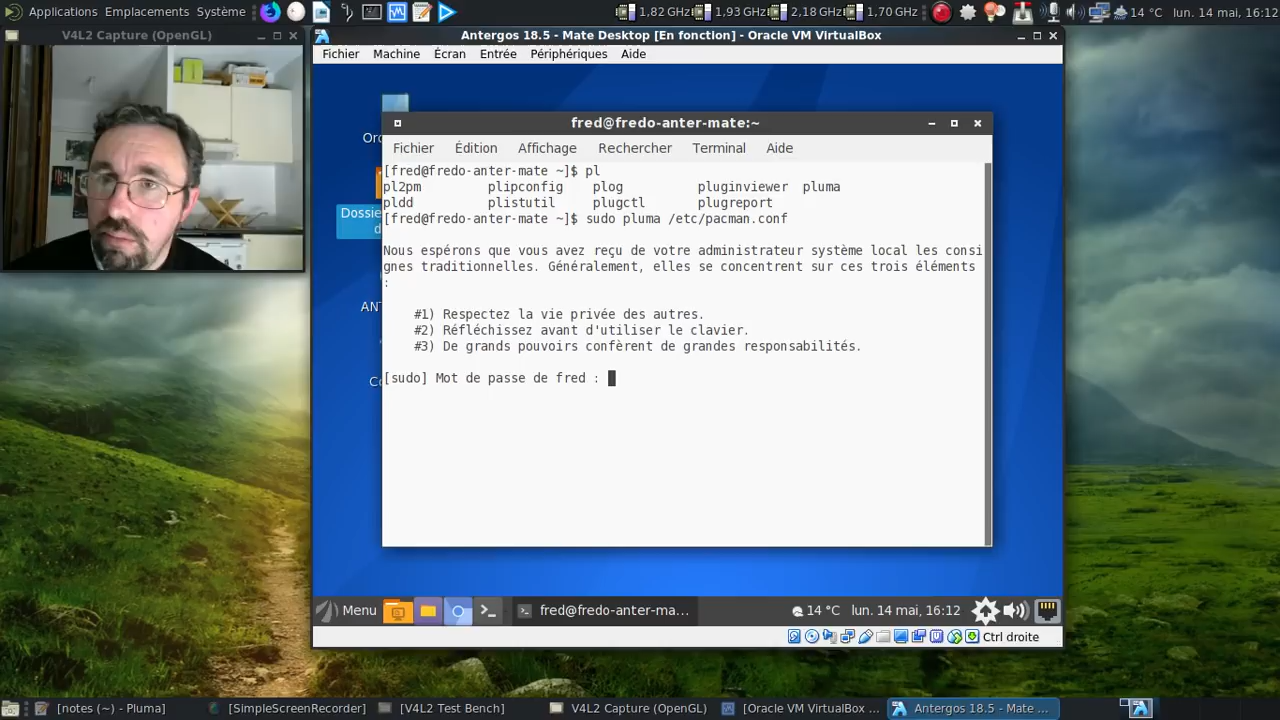 Applications Emplacements Système
1,82 GHz 1,93 GHz 2,18 GHz 1,70 GHz
14 °C lun. 14 mai, 16:12
V4L2 Capture (OpenGL)
Antergos 18.5 - Mate Desktop [En fonction] - Oracle VM VirtualBox
Fichier Machine Écran Entrée Périphériques Aide
fred@fredo-anter-mate:~
Fichier Édition Affichage Rechercher Terminal Aide
[fred@fredo-anter-mate ~]$ pl
pl2pm plipconfig plog pluginviewer pluma
pldd plistutil plugctl plugreport
[fred@fredo-anter-mate ~]$ sudo pluma /etc/pacman.conf
Nous espérons que vous avez reçu de votre administrateur système local les consi
gnes traditionnelles. Généralement, elles se concentrent sur ces trois éléments
:
#1) Respectez la vie privée des autres.
#2) Réfléchissez avant d'utiliser le clavier.
#3) De grands pouvoirs confèrent de grandes responsabilités.
[sudo] Mot de passe de fred :
Ord
Dossie
d
ANT
Co
Menu
fred@fredo-anter-ma...
14 °C lun. 14 mai, 16:12
Ctrl droite
[notes (~) - Pluma] [SimpleScreenRecorder] [V4L2 Test Bench] V4L2 Capture (OpenGL) [Oracle VM VirtualBox ... Antergos 18.5 - Mate ...